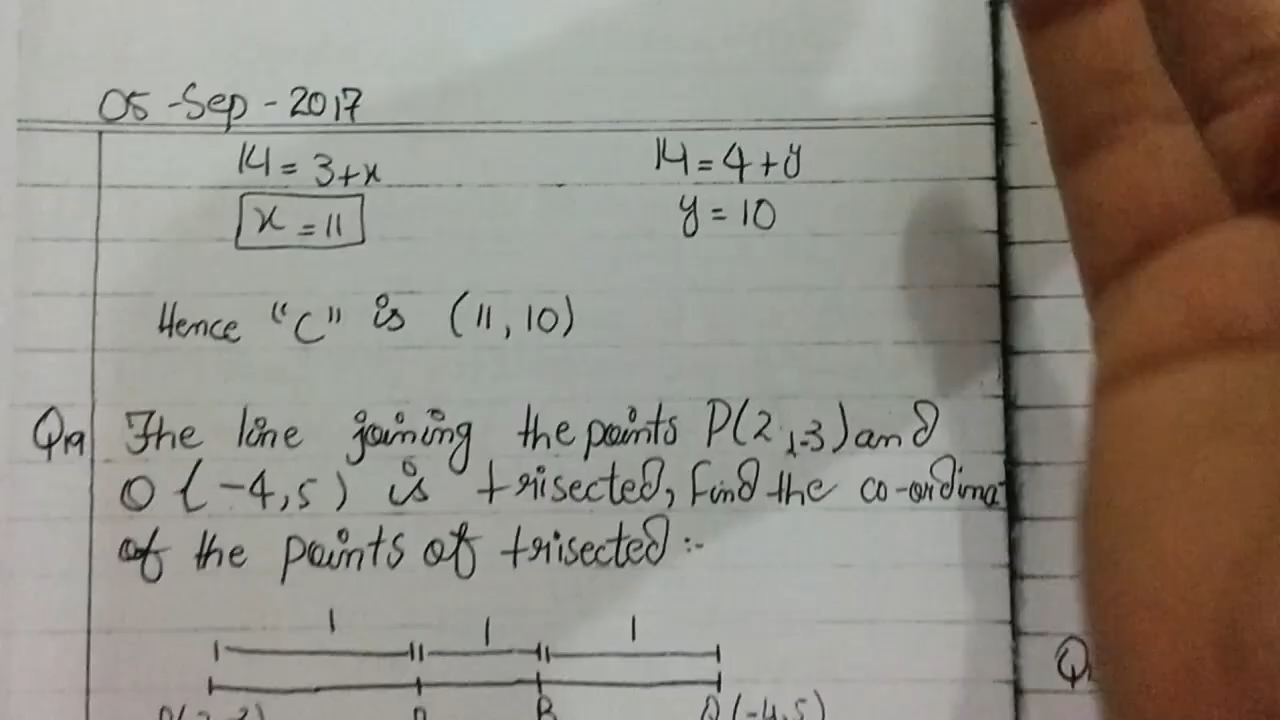 05-Sep-2017
14 = 3+x 14 = 4+y
x = 11 y = 10
Hence "C" is (11, 10)
Q19 The line joining the points P(2,-3) and
Q(-4,5) is trisected, Find the co-ordina
of the points of trisected :-
1 1 1
B Q(-4,5)